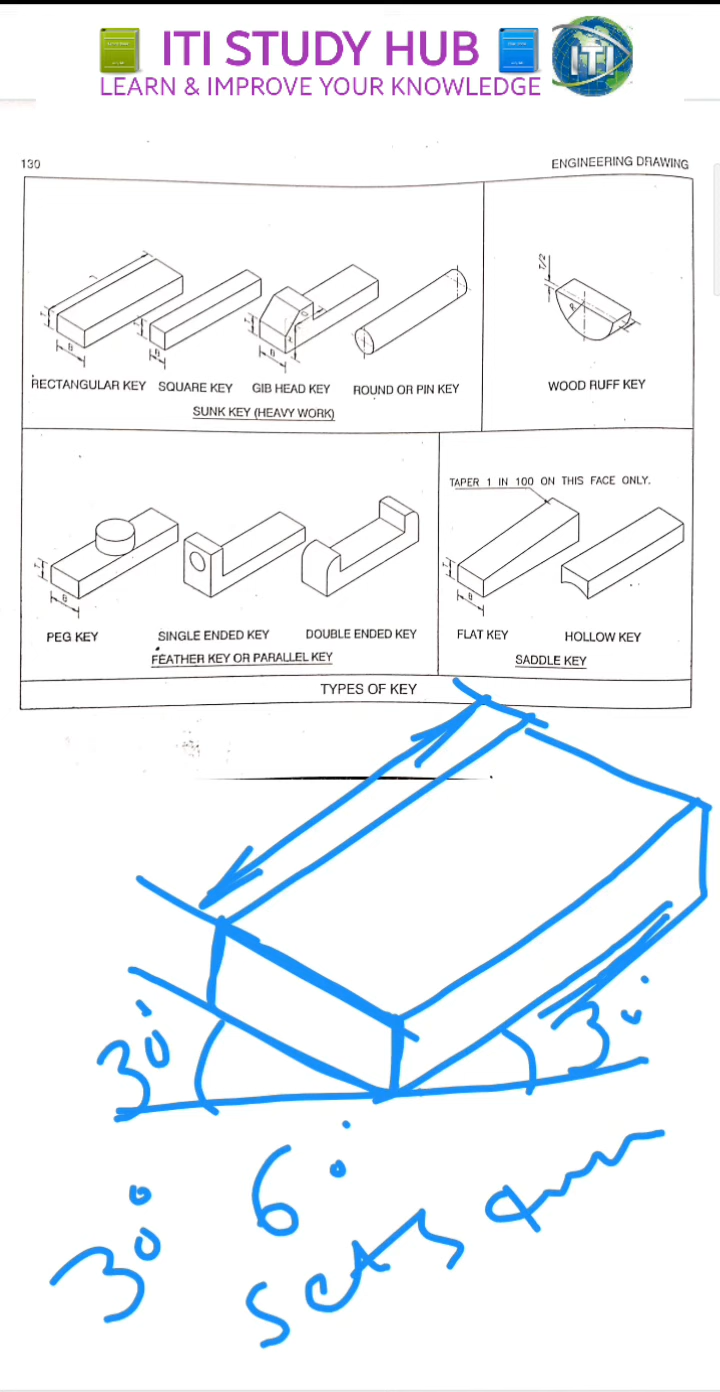 ITI STUDY HUB
ITI
LEARN & IMPROVE YOUR KNOWLEDGE
130
ENGINEERING DRAWING
T/2
R
L
T
B
T
B
T
B
RECTANGULAR KEY
SQUARE KEY
GIB HEAD KEY
ROUND OR PIN KEY
WOOD RUFF KEY
SUNK KEY (HEAVY WORK)
TAPER 1 IN 100 ON THIS FACE ONLY.
T
B
T
B
PEG KEY
SINGLE ENDED KEY
DOUBLE ENDED KEY
FLAT KEY
HOLLOW KEY
FEATHER KEY OR PARALLEL KEY
SADDLE KEY
TYPES OF KEY
30°
30°
30° 60°